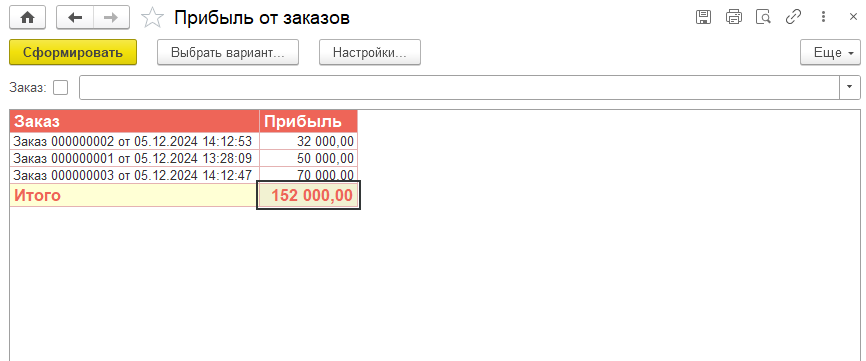 Прибыль от заказов
Сформировать Выбрать вариант... Настройки... Еще
Заказ:
Заказ Прибыль
Заказ 000000002 от 05.12.2024 14:12:53 32 000,00
Заказ 000000001 от 05.12.2024 13:28:09 50 000,00
Заказ 000000003 от 05.12.2024 14:12:47 70 000,00
Итого 152 000,00